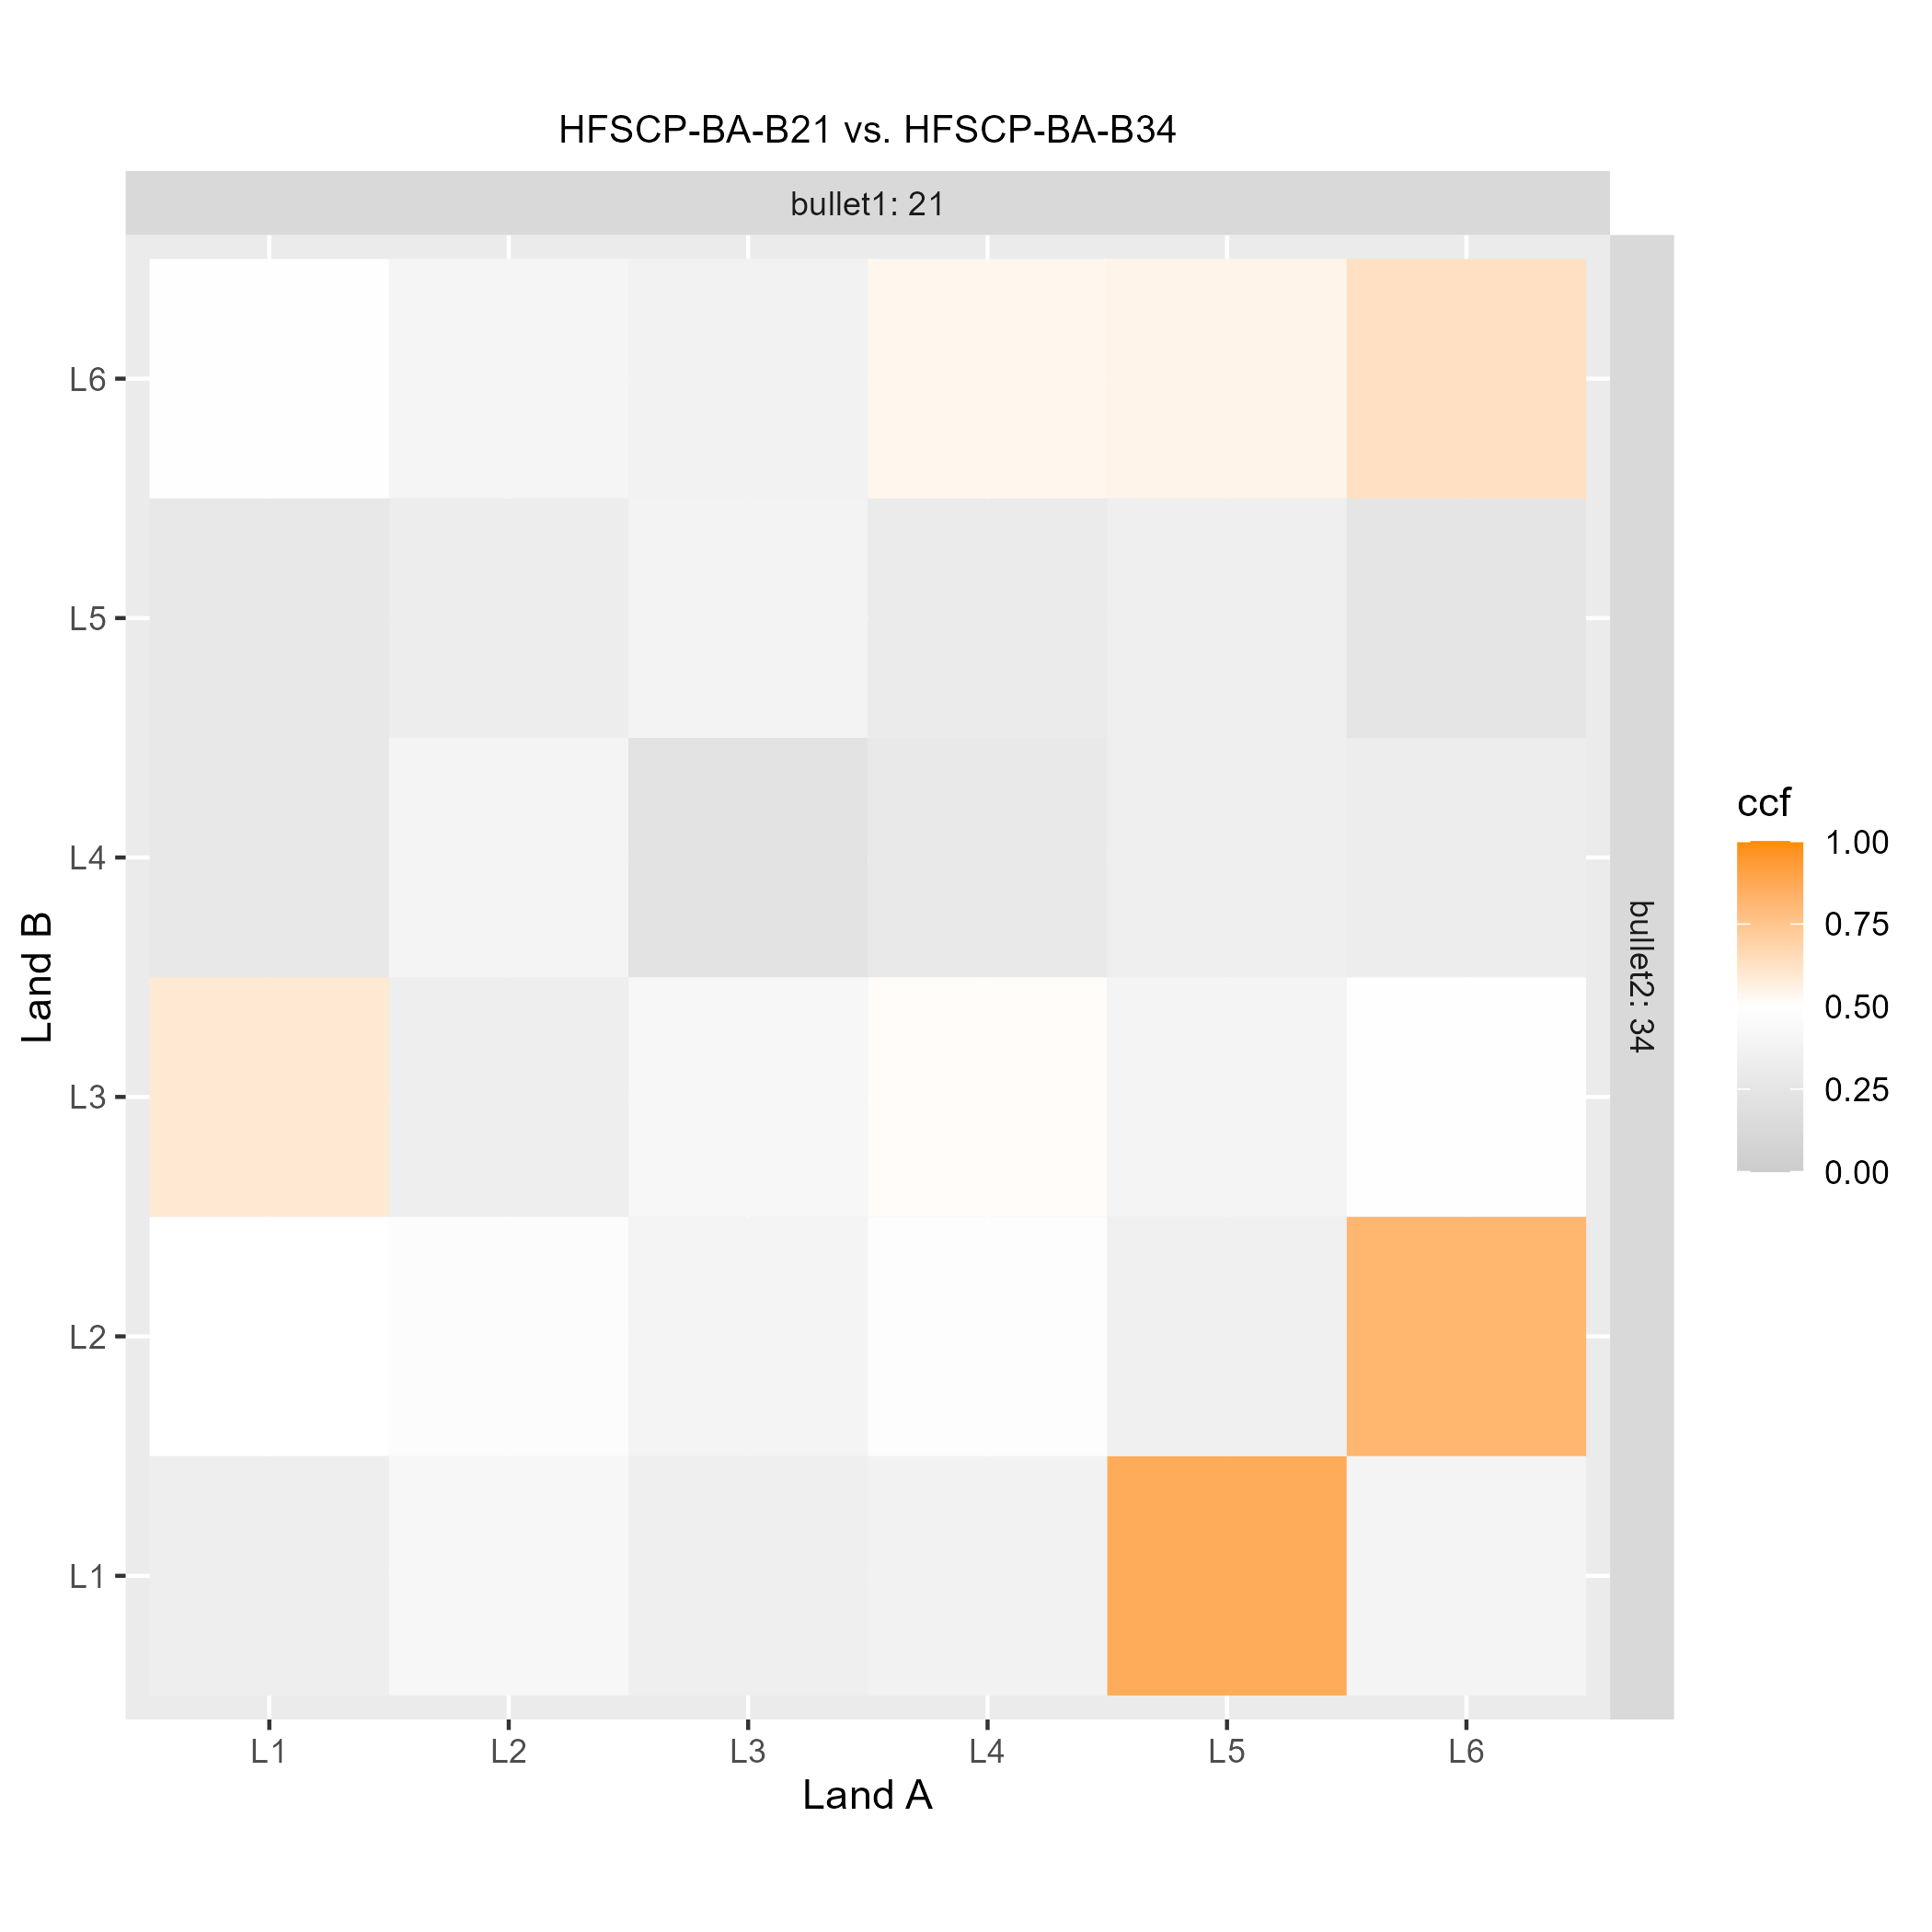 HFSCP-BA-B21 vs. HFSCP-BA-B34
bullet1: 21
L6
L5
L4
L3
L2
L1
Land B
L1 L2 L3 L4 L5 L6
Land A
bullet2: 34
ccf
1.00
0.75
0.50
0.25
0.00